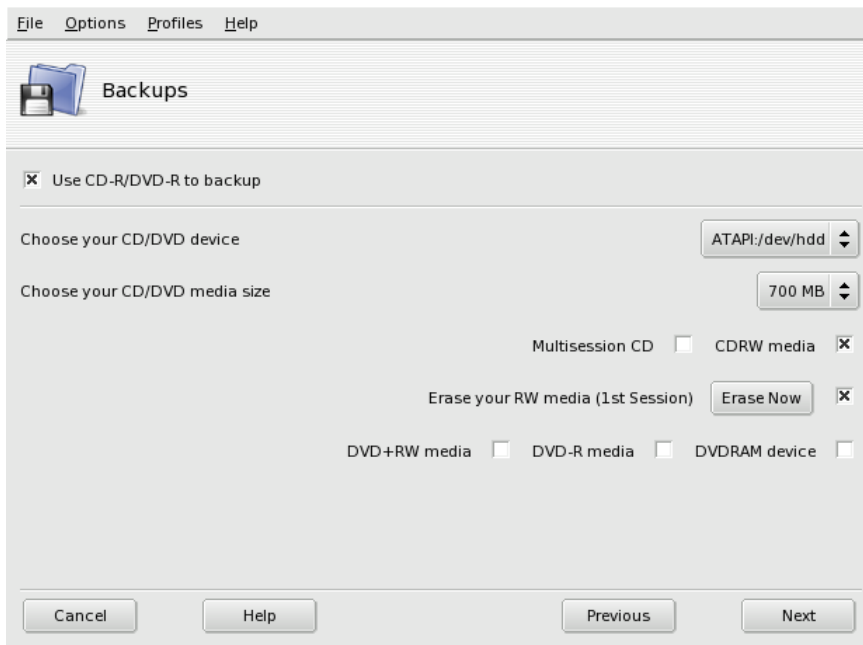 File Options Profiles Help
Backups
Use CD-R/DVD-R to backup
Choose your CD/DVD device ATAPI:/dev/hdd
Choose your CD/DVD media size 700 MB
Multisession CD CDRW media
Erase your RW media (1st Session) Erase Now
DVD+RW media DVD-R media DVDRAM device
Cancel Help Previous Next